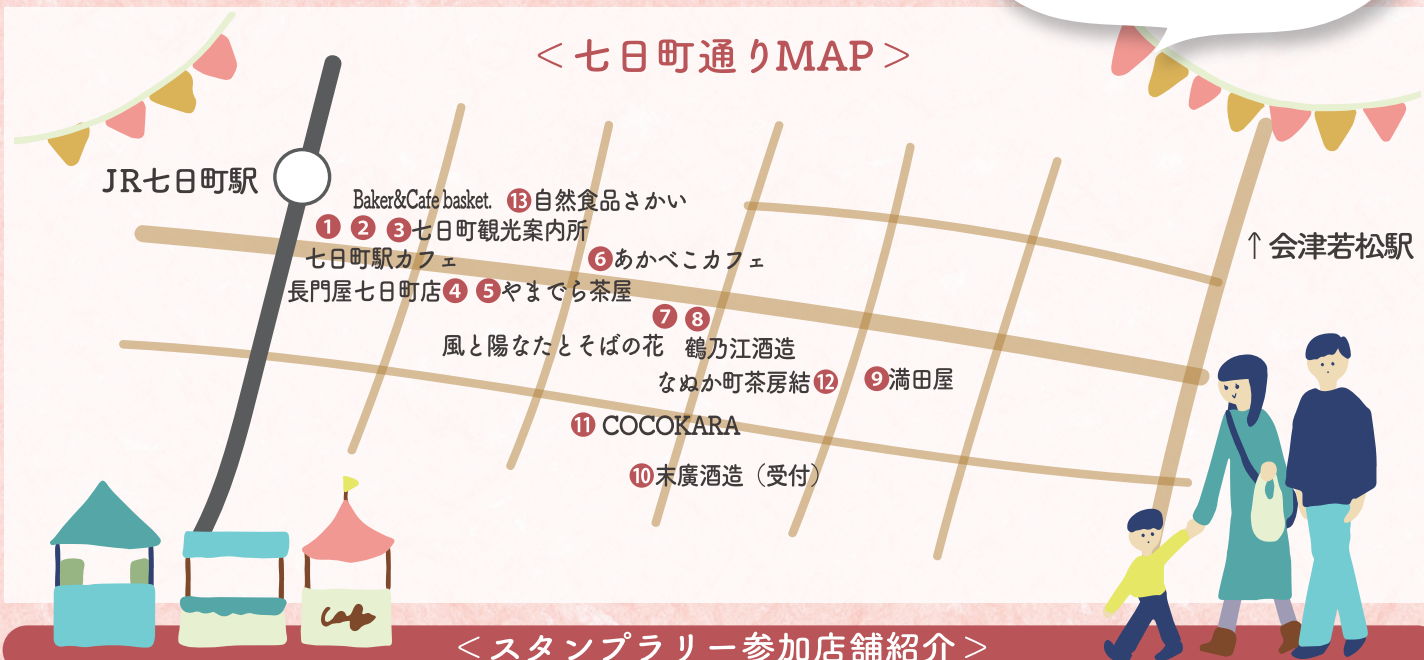 ＜七日町通りMAP＞
JR七日町駅
Baker&Cafe basket. 13 自然食品さかい
1 2 3 七日町観光案内所
↑会津若松駅
七日町駅カフェ 6 あかべこカフェ
長門屋七日町店 4 5 やまでら茶屋
7 8
風と陽なたとそばの花 鶴乃江酒造
なぬか町茶房結 12 9 満田屋
11 COCOKARA
10 末廣酒造（受付）
＜スタンプラリー参加店舗紹介＞